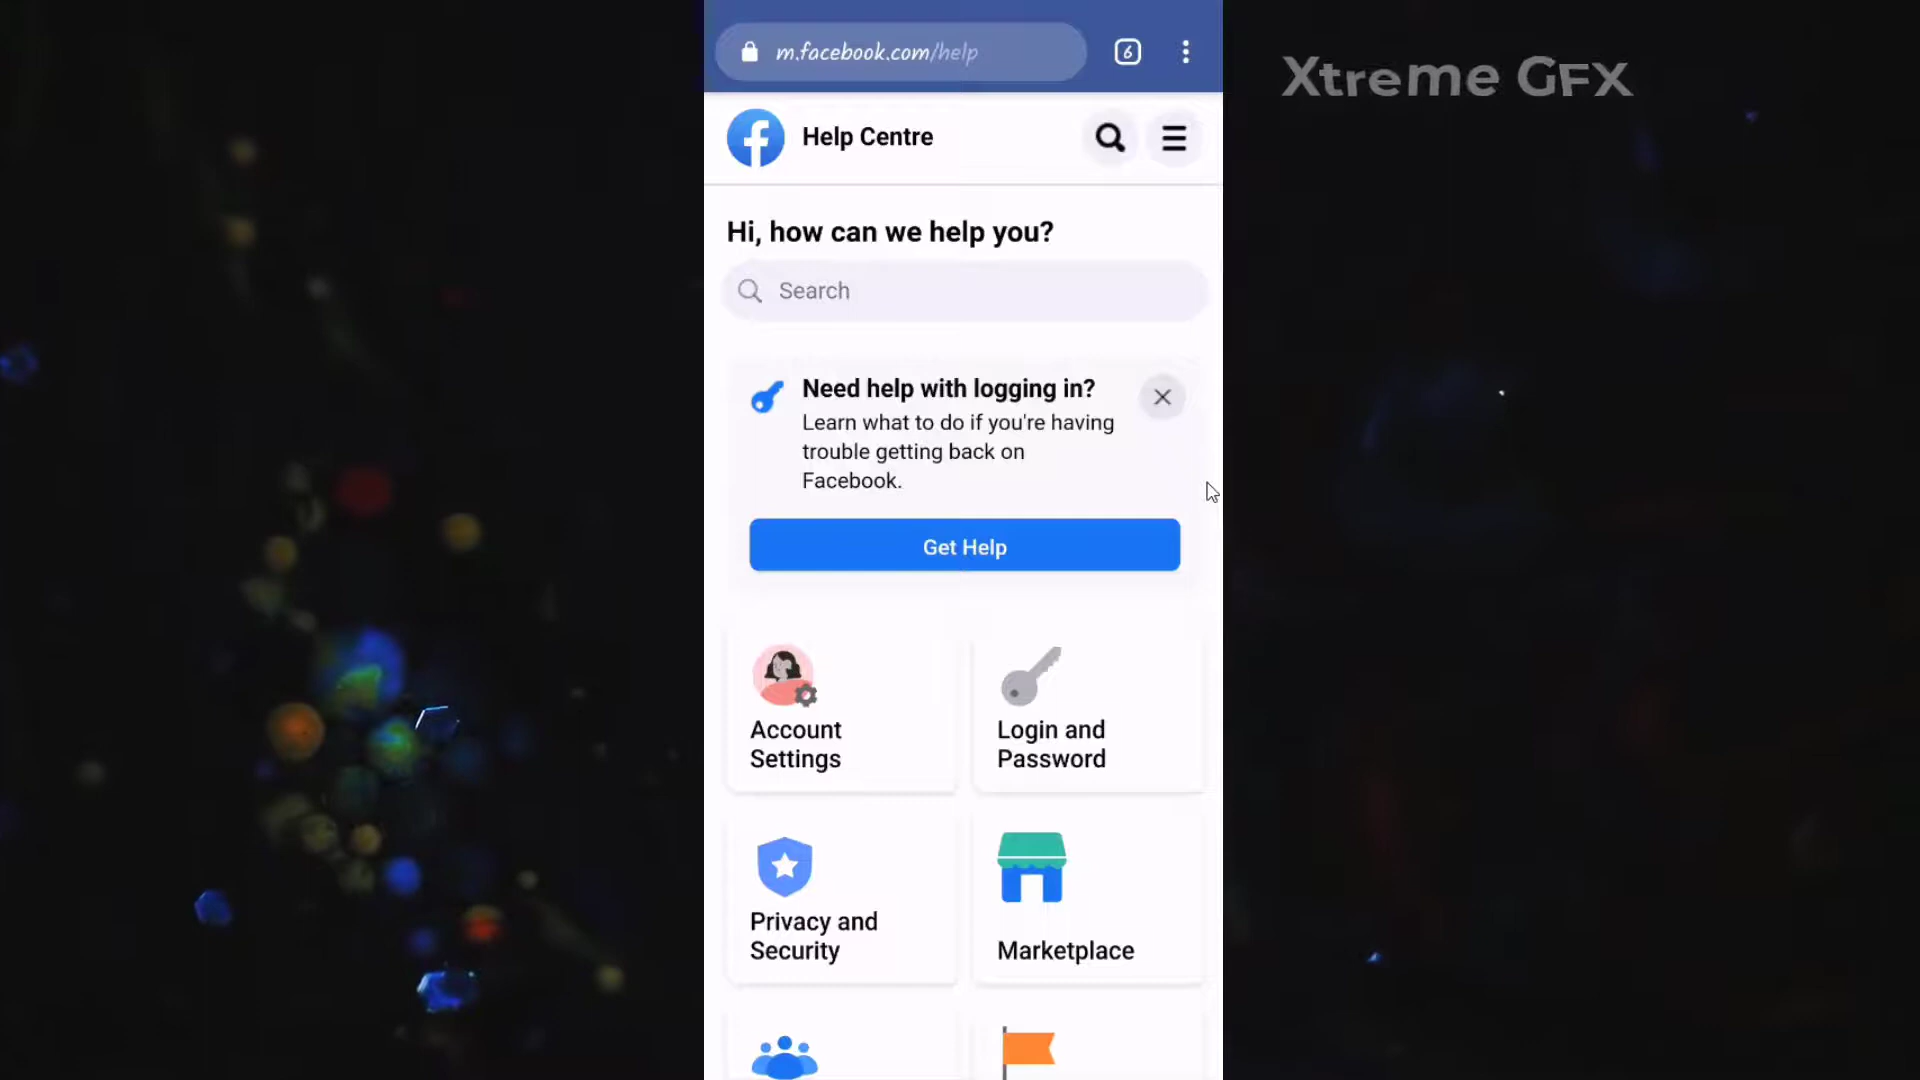 m.facebook.com/help
6
Xtreme GFX
Help Centre
Hi, how can we help you?
Search
Need help with logging in?
Learn what to do if you're having
trouble getting back on
Facebook.
Get Help
Account
Settings
Login and
Password
Privacy and
Security
Marketplace